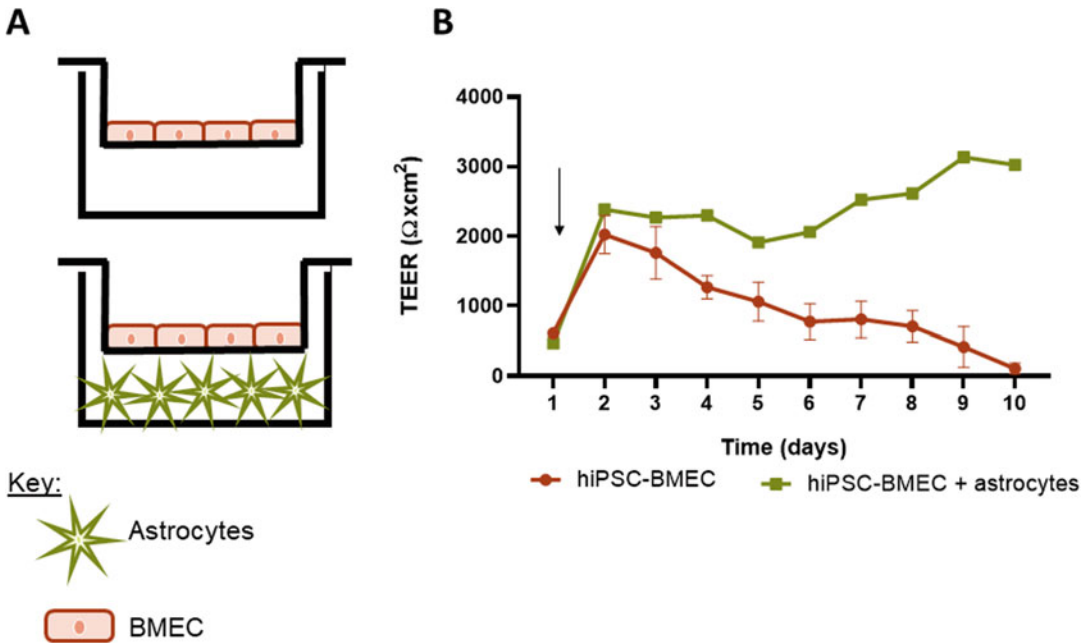 A
B
4000
3000
2000
1000
0
TEER (Ω xcm²)
1 2 3 4 5 6 7 8 9 10
Time (days)
hiPSC-BMEC
hiPSC-BMEC + astrocytes
Key:
Astrocytes
BMEC